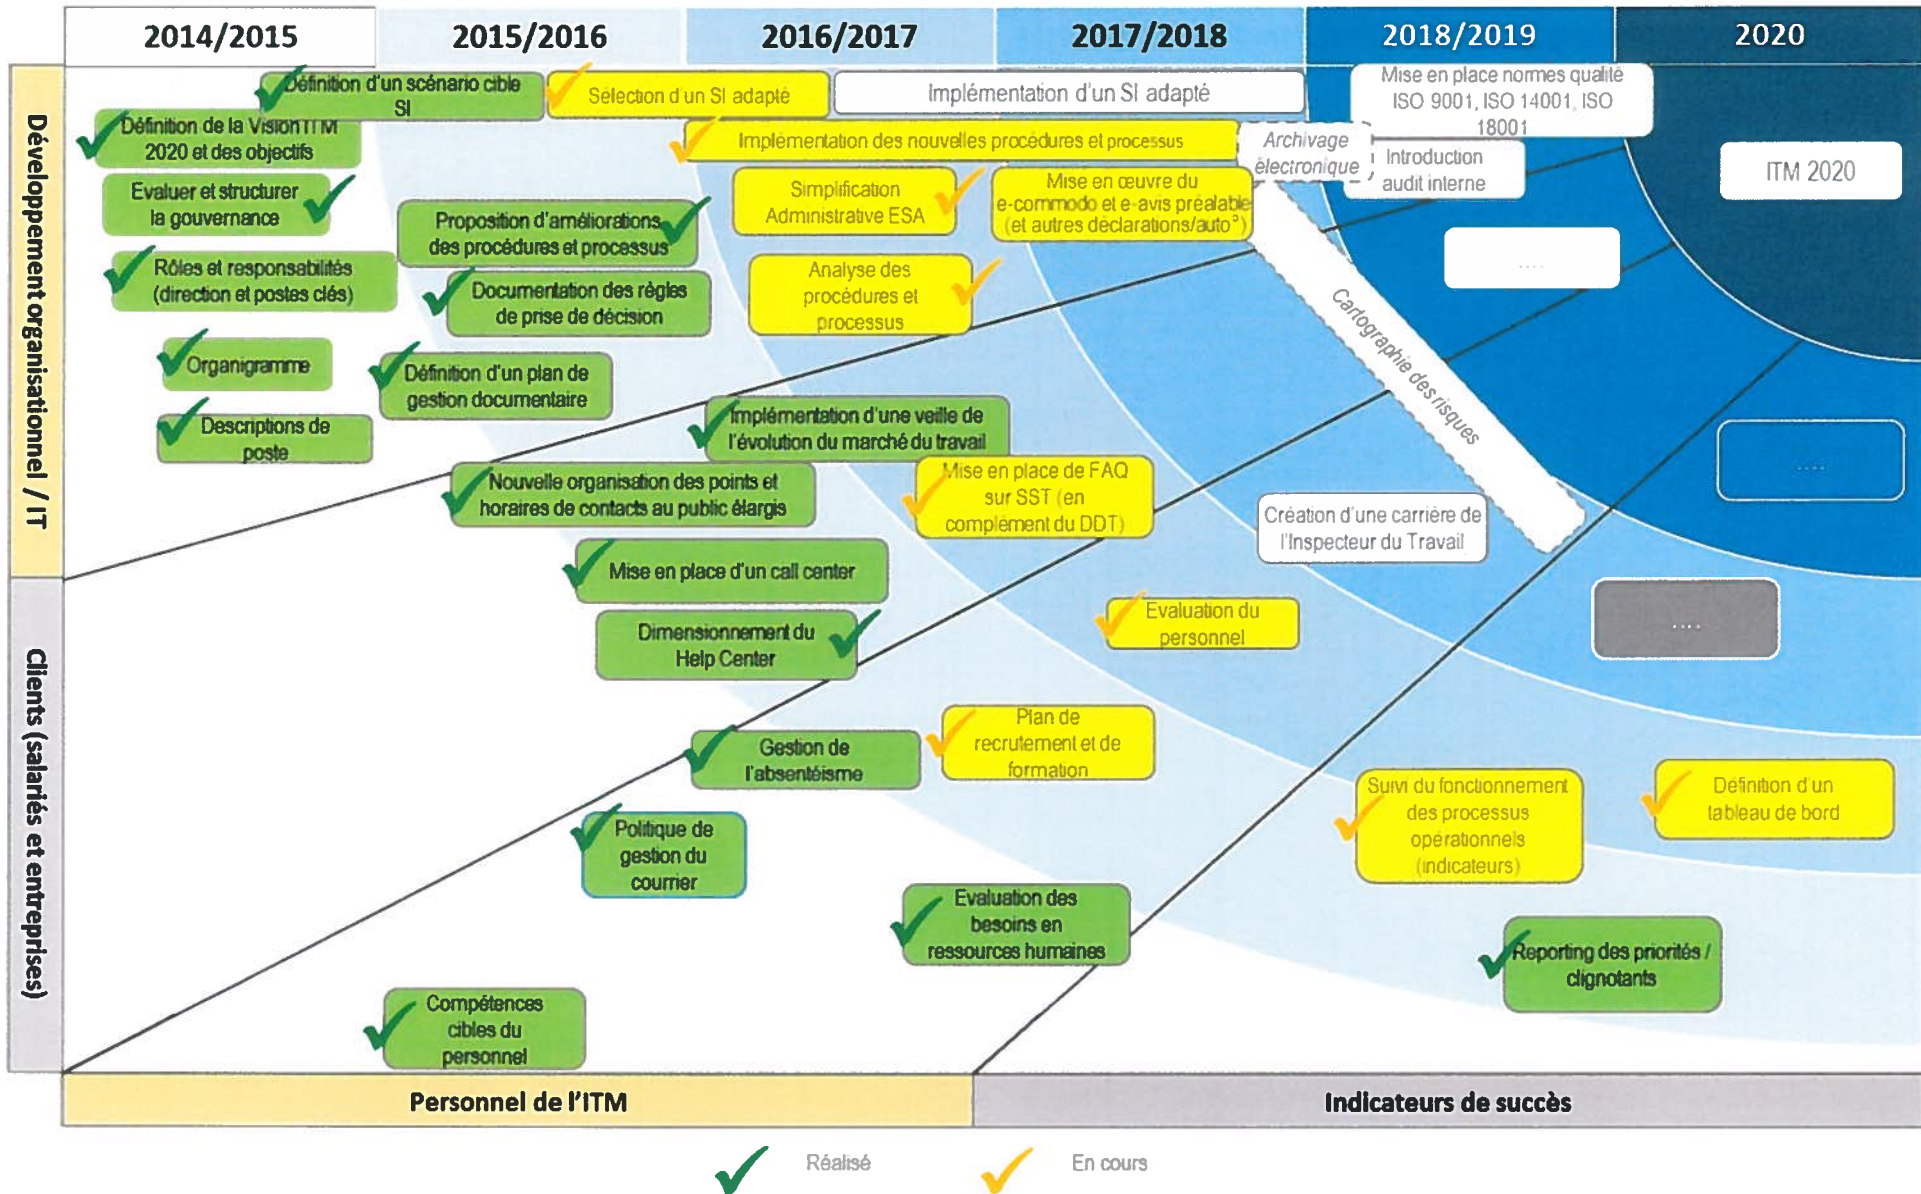 2014/2015
2015/2016
2016/2017
2017/2018
2018/2019
2020
Développement organisationnel / IT
Clients (salariés et entreprises)
Définition d'un scénario cible
SI
Sélection d'un SI adapté
Implémentation d'un SI adapté
Mise en place normes qualité
ISO 9001, ISO 14001, ISO
18001
Définition de la Vision ITM
2020 et des objectifs
Implémentation des nouvelles procédures et processus
Archivage
électronique
Introduction
audit interne
ITM 2020
Evaluer et structurer
la gouvernance
Proposition d'améliorations
des procédures et processus
Simplification
Administrative ESA
Mise en œuvre du
e-commodo et e-avis préalable
(et autres déclarations/auto°)
....
Rôles et responsabilités
(direction et postes clés)
Documentation des règles
de prise de décision
Analyse des
procédures et
processus
Cartographie des risques
Organigramme
Définition d'un plan de
gestion documentaire
Descriptions de
poste
Implémentation d'une veille de
l'évolution du marché du travail
....
Nouvelle organisation des points et
horaires de contacts au public élargis
Mise en place de FAQ
sur SST (en
complément du DDT)
Création d'une carrière de
l'Inspecteur du Travail
Mise en place d'un call center
Dimensionnement du
Help Center
Evaluation du
personnel
....
Gestion de
l'absentéisme
Plan de
recrutement et de
formation
Suivi du fonctionnement
des processus
opérationnels
(indicateurs)
Définition d'un
tableau de bord
Politique de
gestion du
courrier
Evaluation des
besoins en
ressources humaines
Reporting des priorités /
clignotants
Compétences
cibles du
personnel
Personnel de l'ITM
Indicateurs de succès
Réalisé
En cours